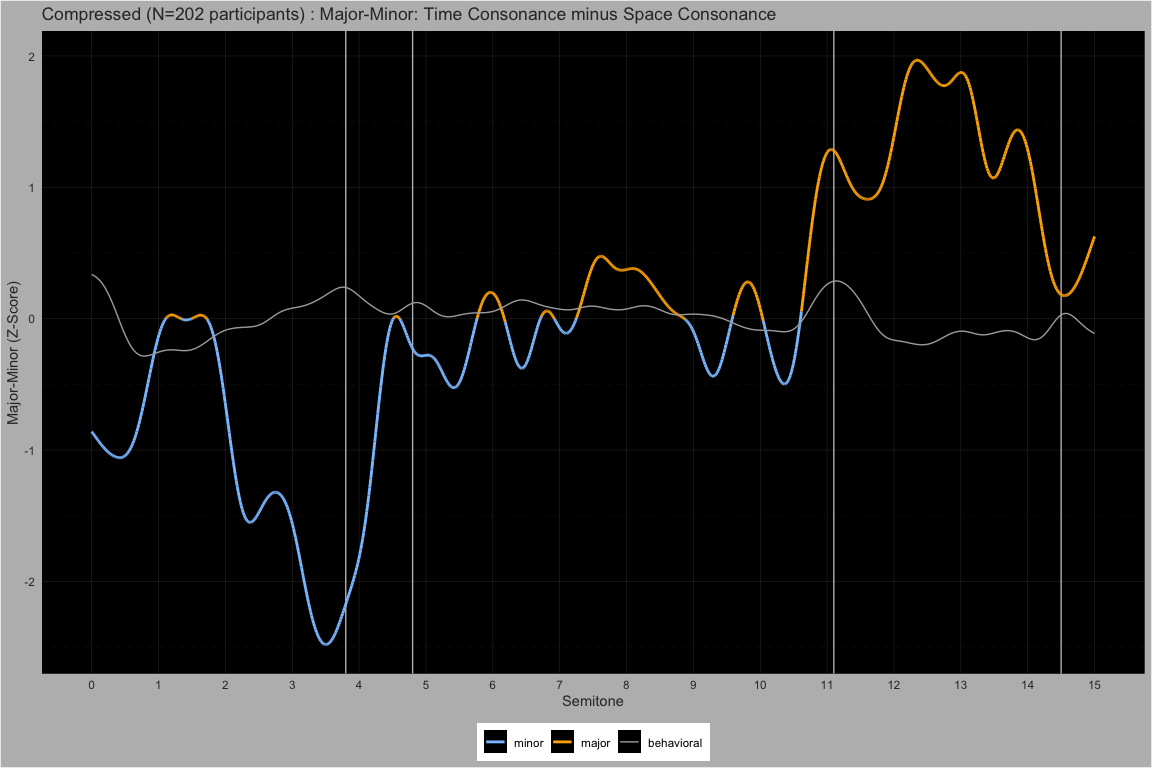 Compressed (N=202 participants) : Major-Minor: Time Consonance minus Space Consonance
Major-Minor (Z-Score)
2
1
0
-1
-2
0 1 2 3 4 5 6 7 8 9 10 11 12 13 14 15
Semitone
minor major behavioral